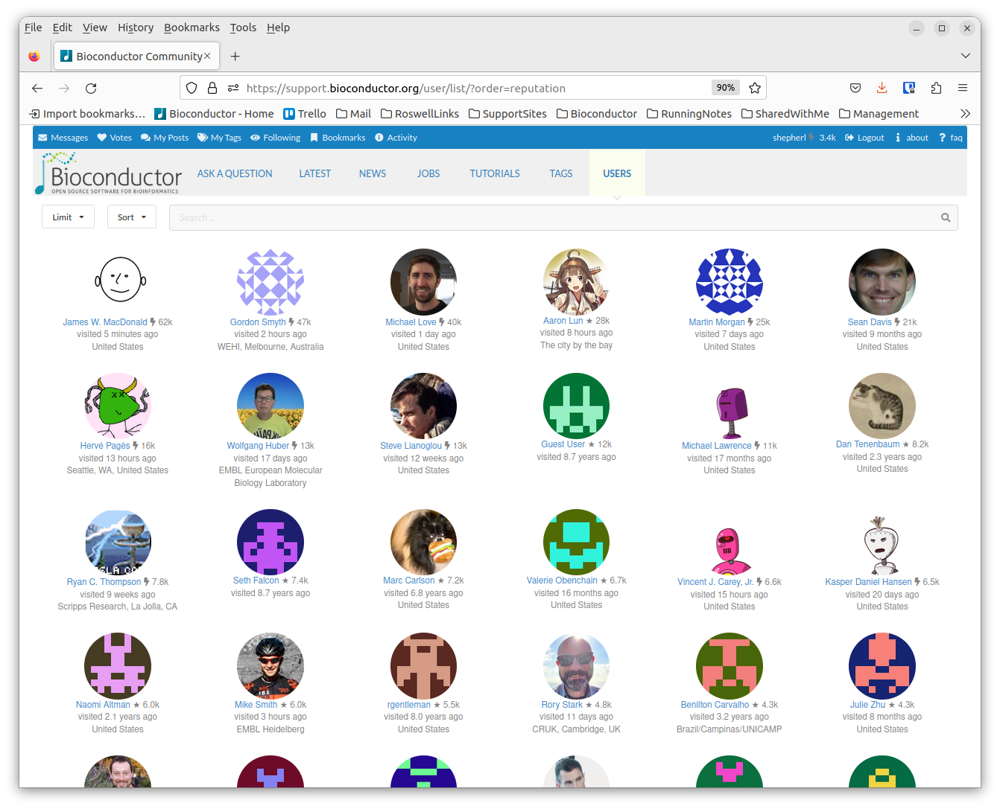 File Edit View History Bookmarks Tools Help
Bioconductor Community
https://support.bioconductor.org/user/list/?order=reputation 90%
Import bookmarks... Bioconductor - Home Trello Mail RoswellLinks SupportSites Bioconductor RunningNotes SharedWithMe Management
Messages Votes My Posts My Tags Following Bookmarks Activity shepherl 3.4k Logout about faq
Bioconductor
OPEN SOURCE SOFTWARE FOR BIOINFORMATICS
ASK A QUESTION LATEST NEWS JOBS TUTORIALS TAGS USERS
Limit Sort Search ...
James W. MacDonald 62k Gordon Smyth 47k Michael Love 40k Aaron Lun ★ 28k Martin Morgan 25k Sean Davis 21k
visited 5 minutes ago visited 2 hours ago visited 1 day ago visited 8 hours ago visited 7 days ago visited 9 months ago
United States WEHI, Melbourne, Australia United States The city by the bay United States United States
Hervé Pagès 16k Wolfgang Huber 13k Steve Lianoglou 13k Guest User ★ 12k Michael Lawrence 11k Dan Tenenbaum ★ 8.2k
visited 13 hours ago visited 17 days ago visited 12 weeks ago visited 8.7 years ago visited 17 months ago visited 2.3 years ago
Seattle, WA, United States EMBL European Molecular United States United States United States
Biology Laboratory
Ryan C. Thompson 7.8k Seth Falcon ★ 7.4k Marc Carlson ★ 7.2k Valerie Obenchain ★ 6.7k Vincent J. Carey, Jr. 6.6k Kasper Daniel Hansen 6.5k
visited 9 weeks ago visited 8.7 years ago visited 6.8 years ago visited 16 months ago visited 15 hours ago visited 20 days ago
Scripps Research, La Jolla, CA United States United States United States United States
Naomi Altman ★ 6.0k Mike Smith ★ 6.0k rgentleman ★ 5.5k Rory Stark ★ 4.8k Benilton Carvalho ★ 4.3k Julie Zhu ★ 4.3k
visited 2.1 years ago visited 3 hours ago visited 8.0 years ago visited 11 days ago visited 3.2 years ago visited 8 months ago
United States EMBL Heidelberg United States CRUK, Cambridge, UK Brazil/Campinas/UNICAMP United States